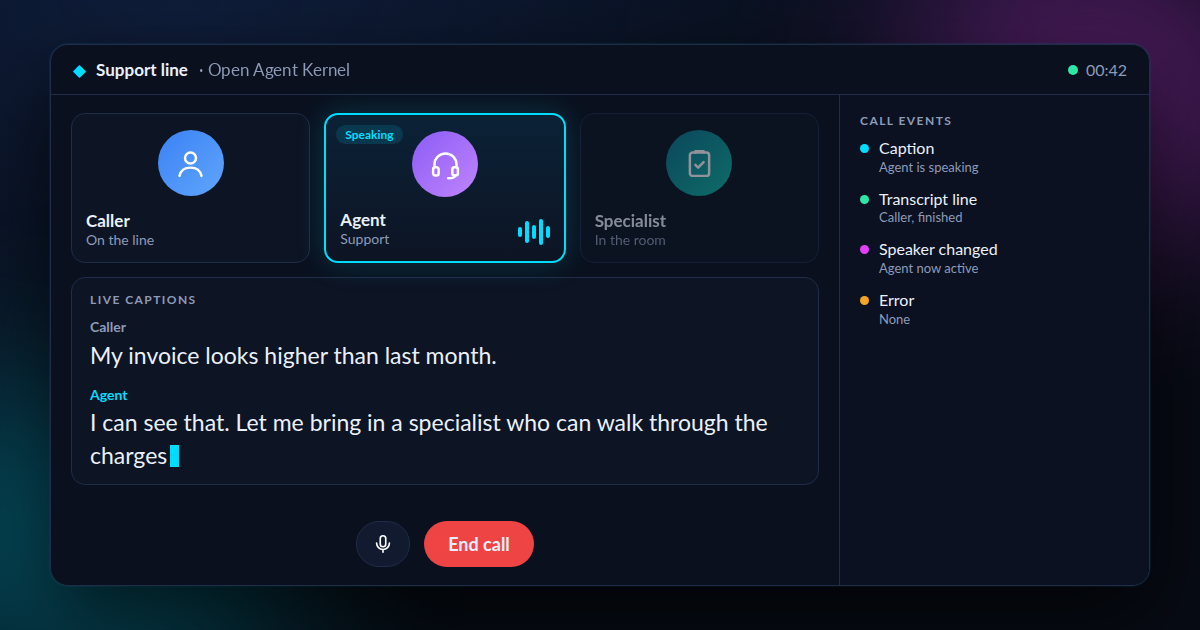 Support line · Open Agent Kernel
00:42
Speaking
Caller
On the line
Agent
Support
Specialist
In the room
LIVE CAPTIONS
Caller
My invoice looks higher than last month.
Agent
I can see that. Let me bring in a specialist who can walk through the
charges
End call
CALL EVENTS
Caption
Agent is speaking
Transcript line
Caller, finished
Speaker changed
Agent now active
Error
None